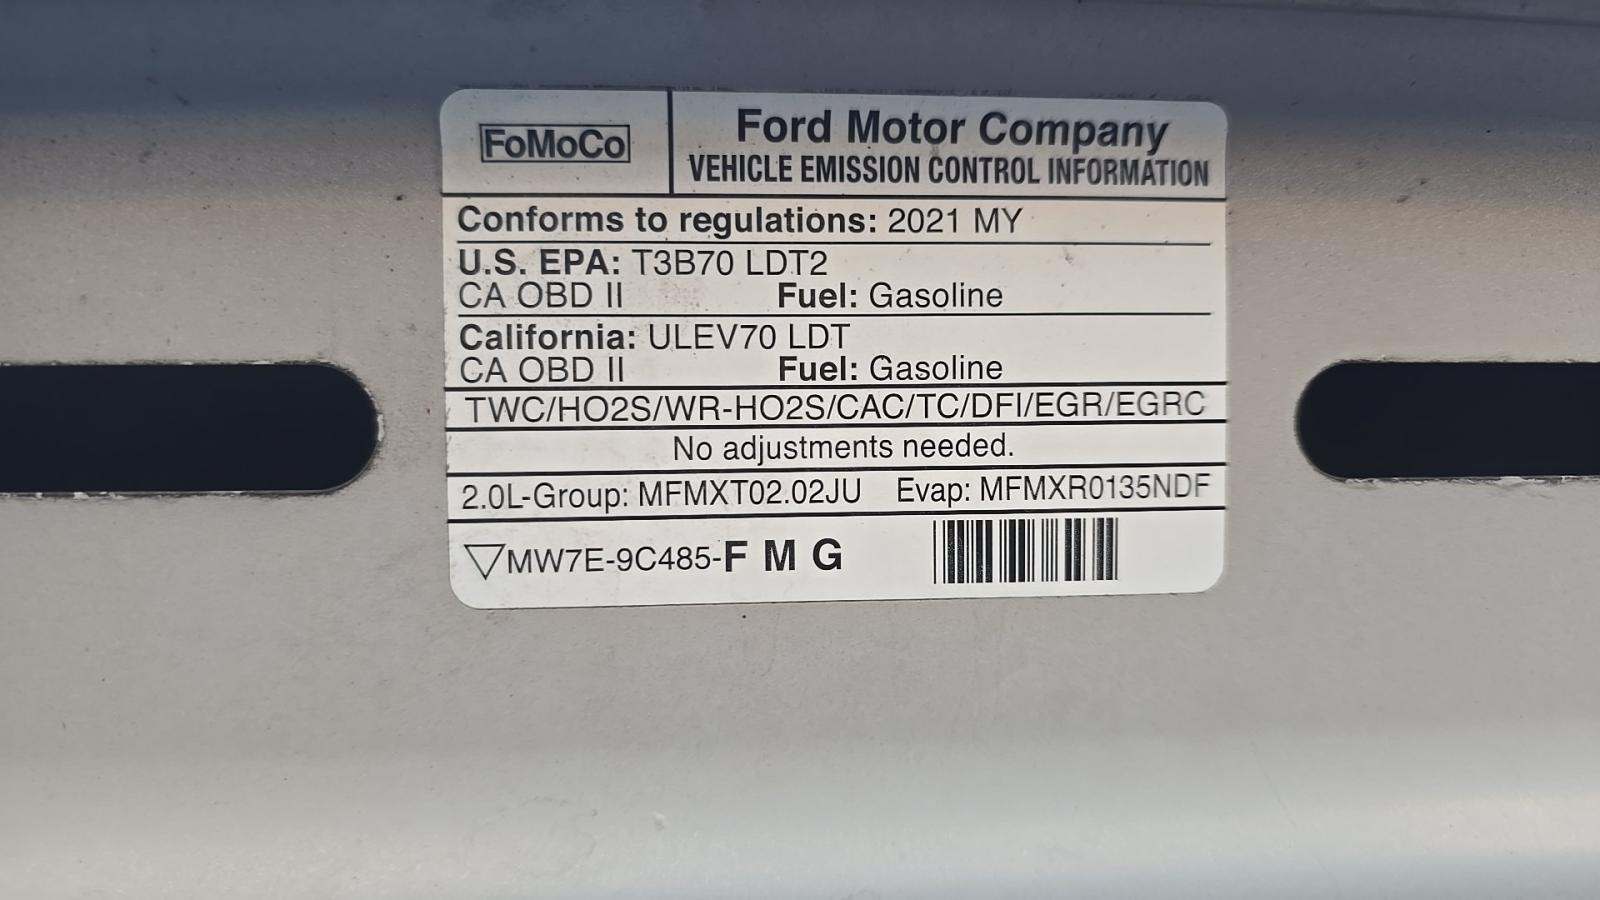 FoMoCo
Ford Motor Company
VEHICLE EMISSION CONTROL INFORMATION
Conforms to regulations: 2021 MY
U.S. EPA: T3B70 LDT2
CA OBD II Fuel: Gasoline
California: ULEV70 LDT
CA OBD II Fuel: Gasoline
TWC/HO2S/WR-HO2S/CAC/TC/DFI/EGR/EGRC
No adjustments needed.
2.0L-Group: MFMXT02.02JU Evap: MFMXR0135NDF
MW7E-9C485-F M G